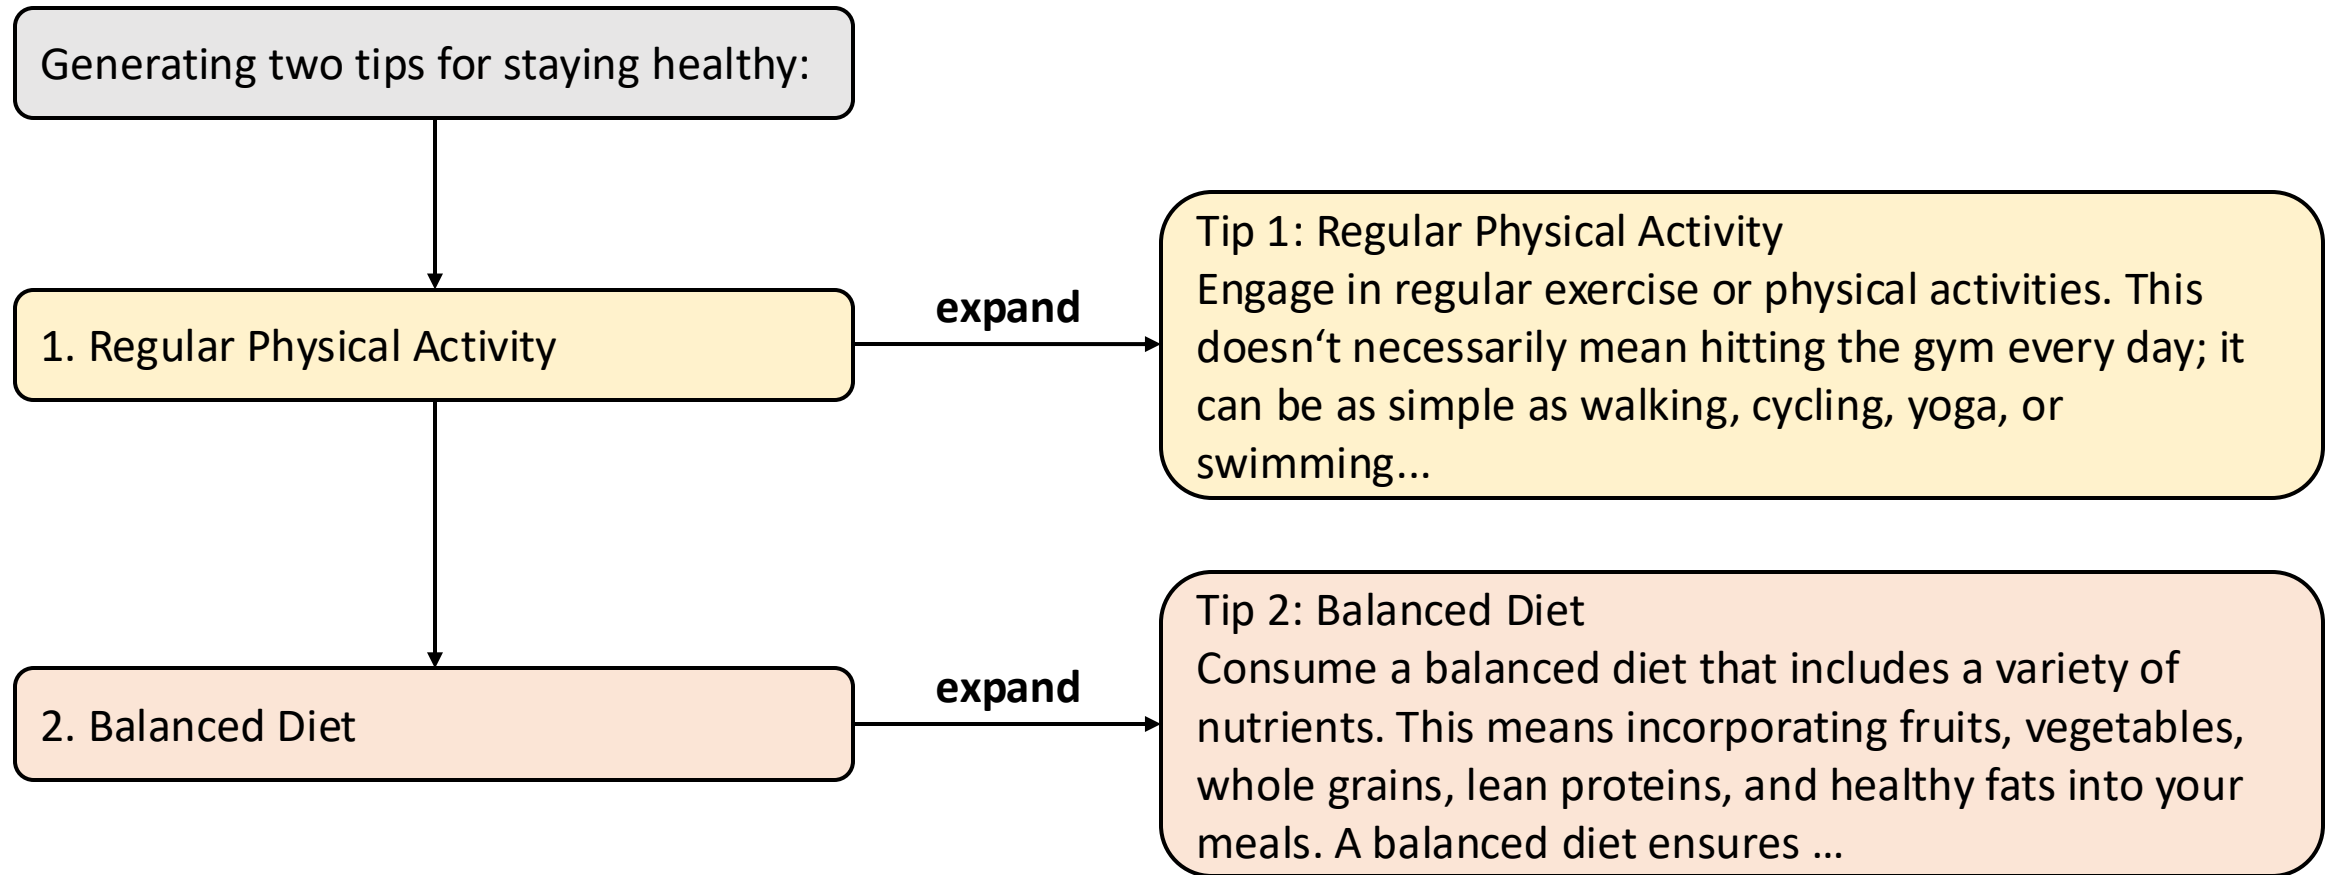 Generating two tips for staying healthy:
1. Regular Physical Activity
expand
Tip 1: Regular Physical Activity
Engage in regular exercise or physical activities. This
doesn‘t necessarily mean hitting the gym every day; it
can be as simple as walking, cycling, yoga, or
swimming...
2. Balanced Diet
expand
Tip 2: Balanced Diet
Consume a balanced diet that includes a variety of
nutrients. This means incorporating fruits, vegetables,
whole grains, lean proteins, and healthy fats into your
meals. A balanced diet ensures …